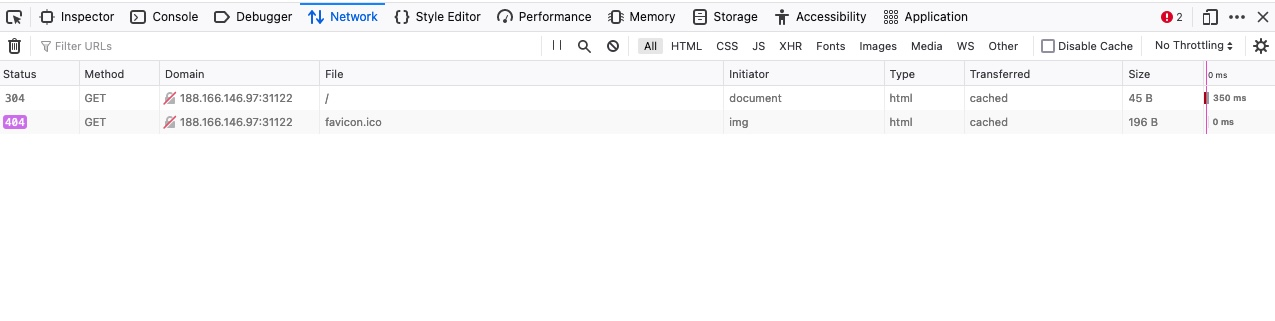 Inspector Console Debugger Network Style Editor Performance Memory Storage Accessibility Application 2
Filter URLs All HTML CSS JS XHR Fonts Images Media WS Other Disable Cache No Throttling
Status Method Domain File Initiator Type Transferred Size 0 ms
304 GET 188.166.146.97:31122 / document html cached 45 B 350 ms
404 GET 188.166.146.97:31122 favicon.ico img html cached 196 B 0 ms